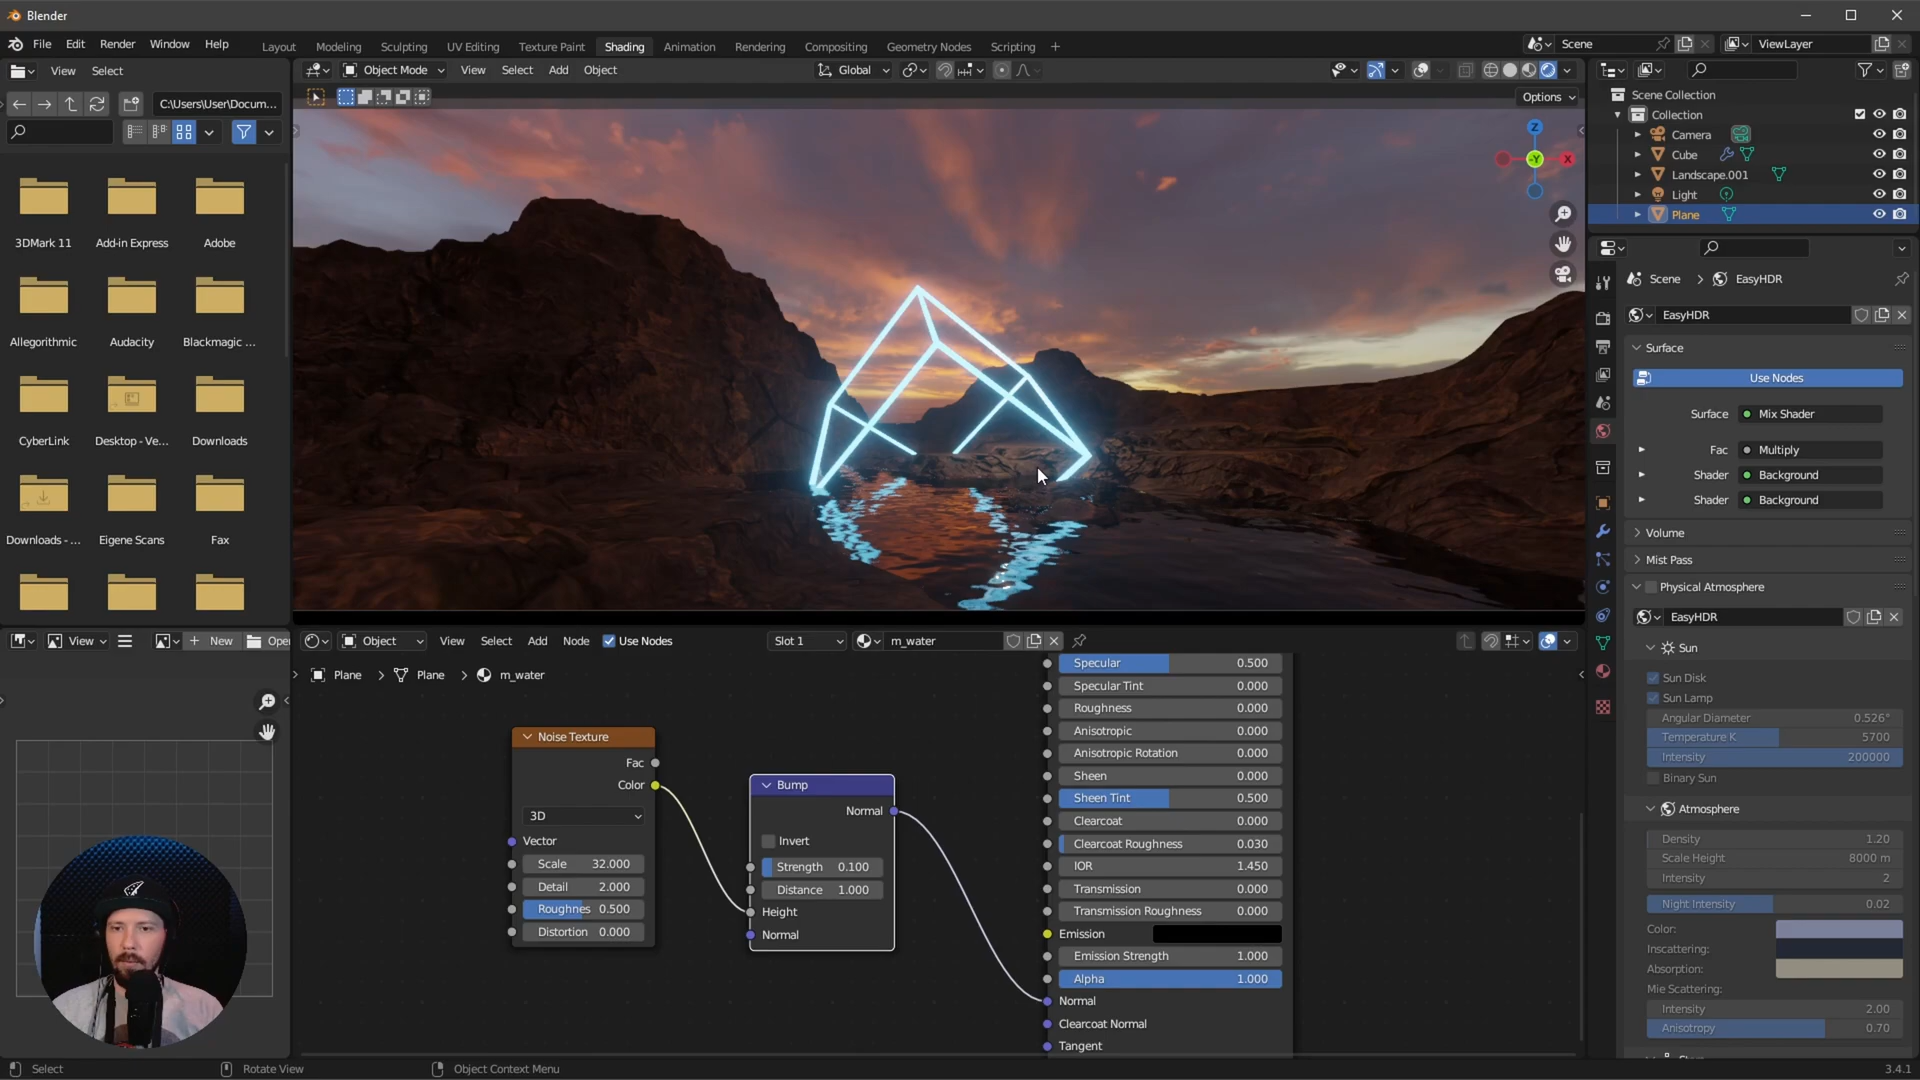 Blender
File Edit Render Window Help
Layout Modeling Sculpting UV Editing Texture Paint Shading Animation Rendering Compositing Geometry Nodes Scripting +
Scene
ViewLayer
View Select
Object Mode View Select Add Object
Global
C:\Users\User\Docum...
Options
Z
-Y
X
3DMark 11
Add-in Express
Adobe
Allegorithmic
Audacity
Blackmagic ...
CyberLink
Desktop - Ve...
Downloads
Downloads - ...
Eigene Scans
Fax
Scene Collection
Collection
Camera
Cube
Landscape.001
Light
Plane
Scene > EasyHDR
EasyHDR
Surface
Use Nodes
Surface Mix Shader
Fac Multiply
Shader Background
Shader Background
Volume
Mist Pass
Physical Atmosphere
EasyHDR
Sun
Sun Disk
Sun Lamp
Angular Diameter 0.526°
Temperature K 5700
Intensity 200000
Binary Sun
Atmosphere
Density 1.20
Scale Height 8000 m
Intensity 2
Night Intensity 0.02
Color:
Inscattering:
Absorption:
Mie Scattering:
Intensity 2.00
Anisotropy 0.70
View + New Open
Object View Select Add Node Use Nodes Slot 1 m_water
Plane > Plane > m_water
Noise Texture
Fac
Color
3D
Vector
Scale 32.000
Detail 2.000
Roughnes 0.500
Distortion 0.000
Bump
Normal
Invert
Strength 0.100
Distance 1.000
Height
Normal
Specular 0.500
Specular Tint 0.000
Roughness 0.000
Anisotropic 0.000
Anisotropic Rotation 0.000
Sheen 0.000
Sheen Tint 0.500
Clearcoat 0.000
Clearcoat Roughness 0.030
IOR 1.450
Transmission 0.000
Transmission Roughness 0.000
Emission
Emission Strength 1.000
Alpha 1.000
Normal
Clearcoat Normal
Tangent
Select Rotate View Object Context Menu 3.4.1